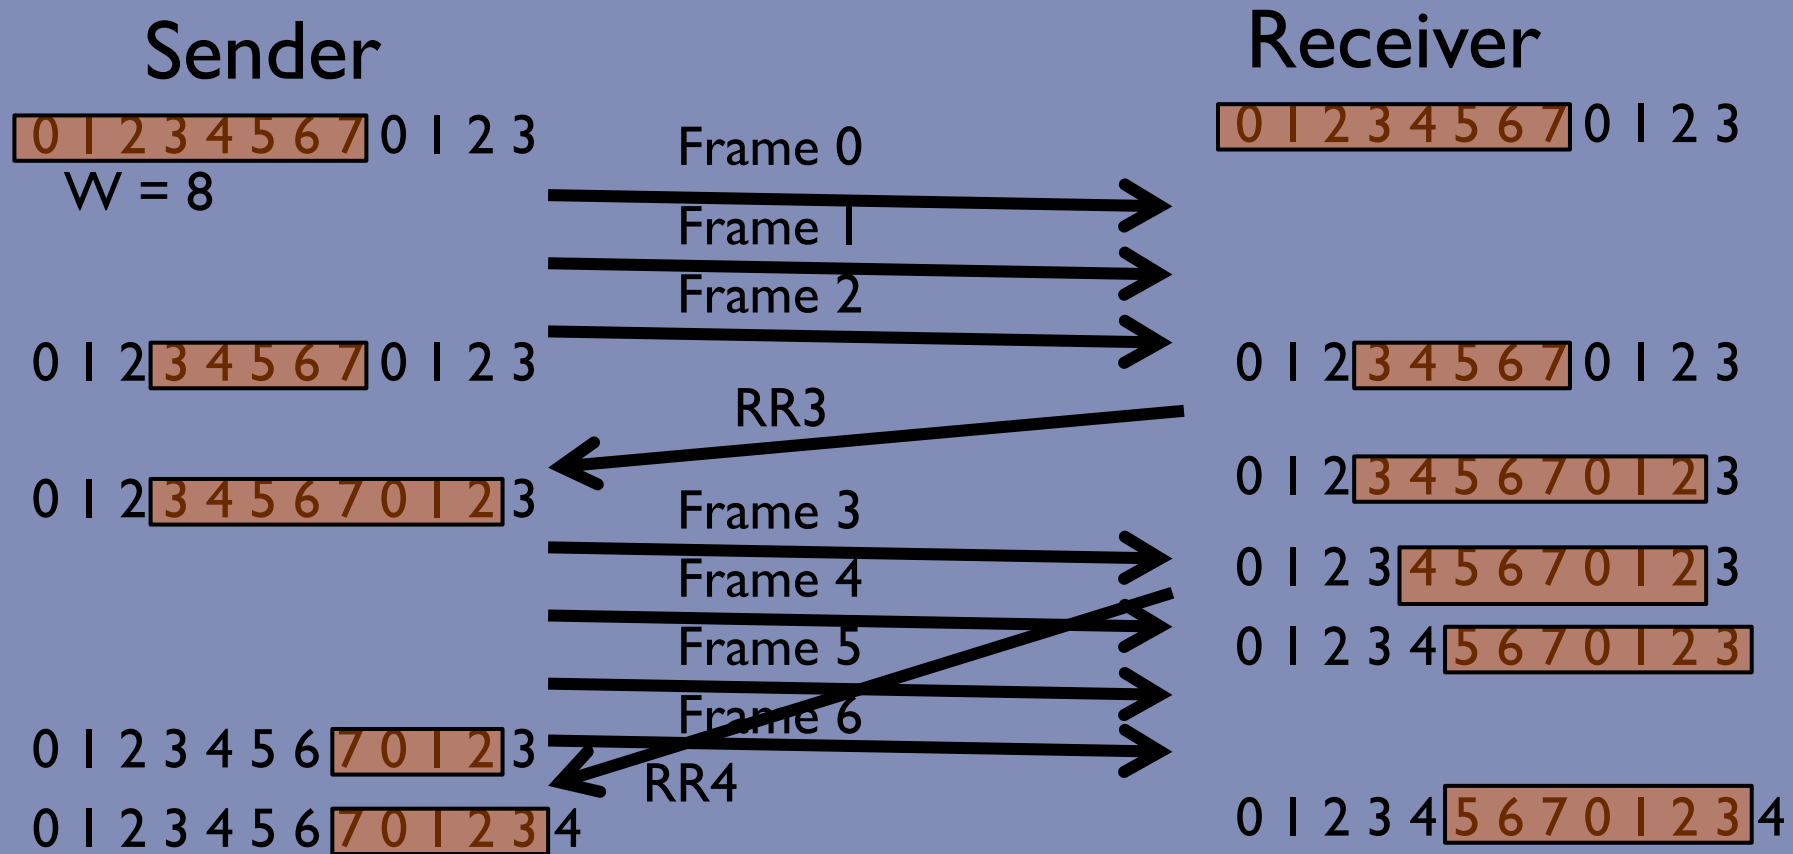 Sender
Receiver
0 1 2 3 4 5 6 7 0 1 2 3
0 1 2 3 4 5 6 7 0 1 2 3
W = 8
Frame 0
Frame 1
Frame 2
0 1 2 3 4 5 6 7 0 1 2 3
0 1 2 3 4 5 6 7 0 1 2 3
RR3
0 1 2 3 4 5 6 7 0 1 2 3
0 1 2 3 4 5 6 7 0 1 2 3
Frame 3
0 1 2 3 4 5 6 7 0 1 2 3
Frame 4
0 1 2 3 4 5 6 7 0 1 2 3
Frame 5
Frame 6
0 1 2 3 4 5 6 7 0 1 2 3
RR4
0 1 2 3 4 5 6 7 0 1 2 3 4
0 1 2 3 4 5 6 7 0 1 2 3 4